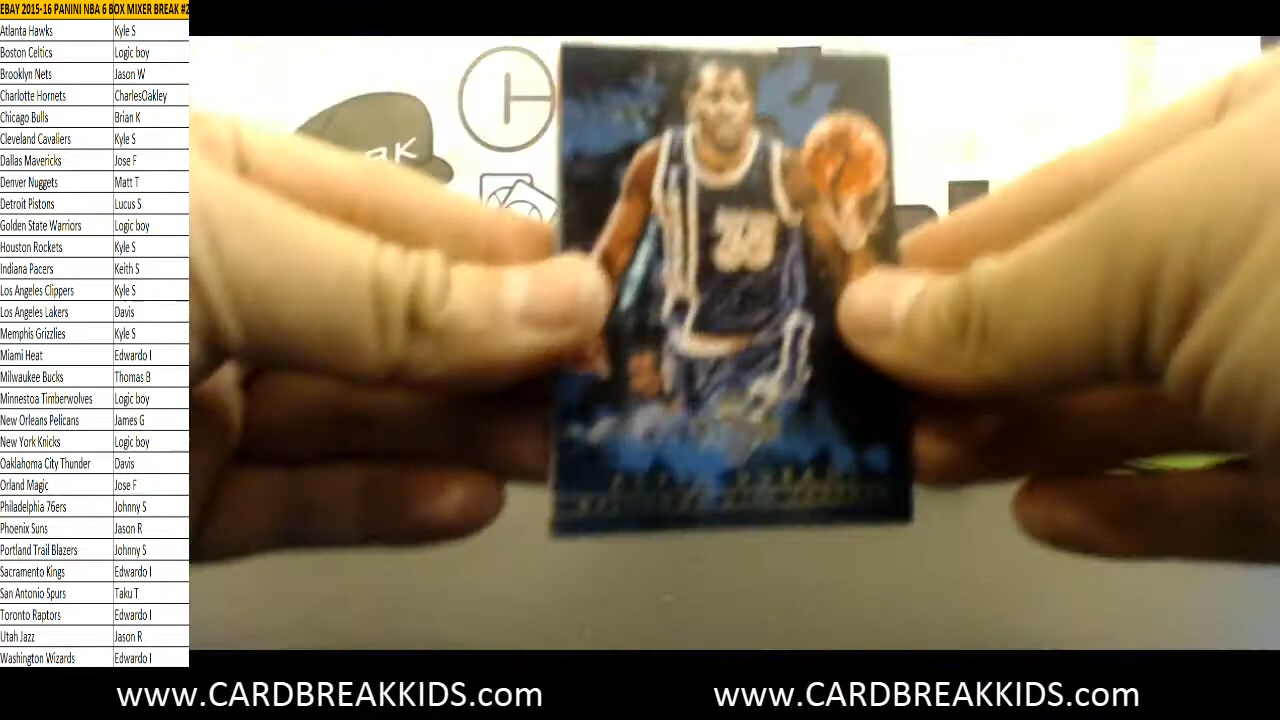 EBAY 2015-16 PANINI NBA 6 BOX MIXER BREAK #2
Atlanta Hawks Kyle S
Boston Celtics Logic boy
Brooklyn Nets Jason W
Charlotte Hornets CharlesOakley
Chicago Bulls Brian K
Cleveland Cavaliers Kyle S
Dallas Mavericks Jose F
Denver Nuggets Matt T
Detroit Pistons Lucus S
Golden State Warriors Logic boy
Houston Rockets Kyle S
Indiana Pacers Keith S
Los Angeles Clippers Kyle S
Los Angeles Lakers Davis
Memphis Grizzlies Kyle S
Miami Heat Edwardo I
Milwaukee Bucks Thomas B
Minnestoa Timberwolves Logic boy
New Orleans Pelicans James G
New York Knicks Logic boy
Oaklahoma City Thunder Davis
Orland Magic Jose F
Philadelphia 76ers Johnny S
Phoenix Suns Jason R
Portland Trail Blazers Johnny S
Sacramento Kings Edwardo I
San Antonio Spurs Taku T
Toronto Raptors Edwardo I
Utah Jazz Jason R
Washington Wizards Edwardo I
35
www.CARDBREAKKIDS.com www.CARDBREAKKIDS.com